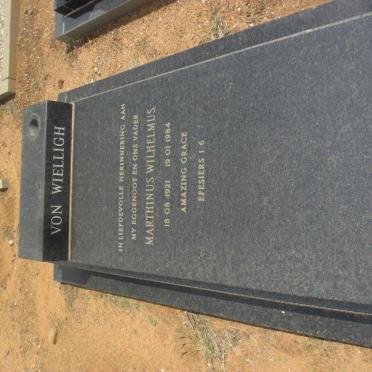 VON WIELLIGH
IN LIEFDEVOLLE HERINNERING AAN
MY EGGENOOT EN ONS VADER
MARTHINUS WILHELMUS
18·08·1921 19·01·1984
AMAZING GRACE
EFESIERS 1:6